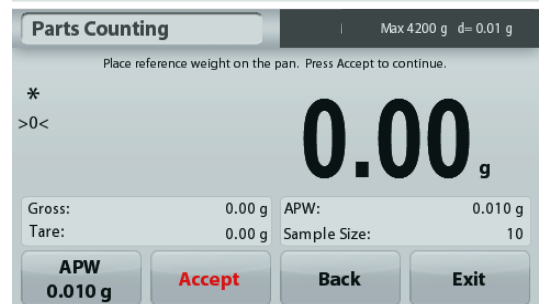 Parts Counting
Max 4200 g d= 0.01 g
Place reference weight on the pan. Press Accept to continue.
*
>0<
0.00 g
Gross: 0.00 g APW: 0.010 g
Tare: 0.00 g Sample Size: 10
APW
0.010 g
Accept
Back
Exit